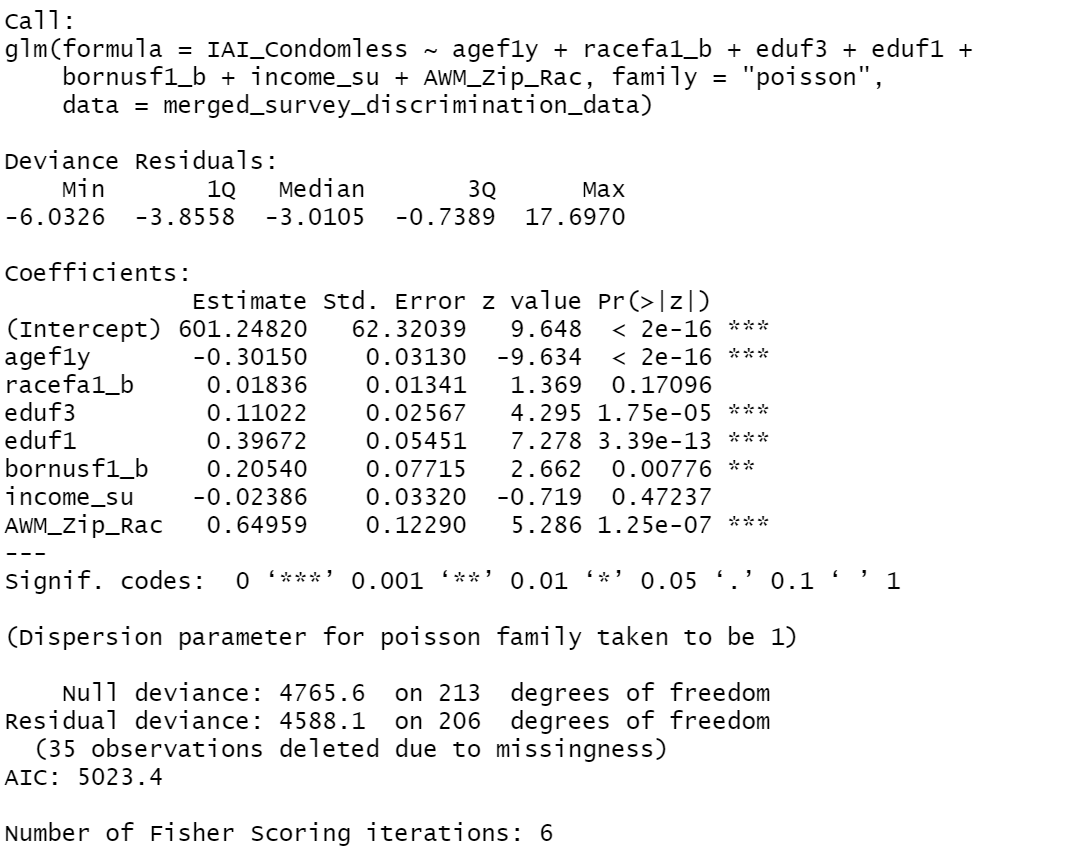 Call:
glm(formula = IAI_Condomless ~ agef1y + racefa1_b + eduf3 + eduf1 +
    bornusf1_b + income_su + AWM_Zip_Rac, family = "poisson",
    data = merged_survey_discrimination_data)

Deviance Residuals:
    Min       1Q   Median       3Q      Max
-6.0326  -3.8558  -3.0105  -0.7389  17.6970

Coefficients:
            Estimate Std. Error z value Pr(>|z|)
(Intercept) 601.24820   62.32039   9.648  < 2e-16 ***
agef1y       -0.30150    0.03130  -9.634  < 2e-16 ***
racefa1_b     0.01836    0.01341   1.369  0.17096
eduf3         0.11022    0.02567   4.295 1.75e-05 ***
eduf1         0.39672    0.05451   7.278 3.39e-13 ***
bornusf1_b    0.20540    0.07715   2.662  0.00776 **
income_su    -0.02386    0.03320  -0.719  0.47237
AWM_Zip_Rac   0.64959    0.12290   5.286 1.25e-07 ***
---
Signif. codes:  0 ‘***’ 0.001 ‘**’ 0.01 ‘*’ 0.05 ‘.’ 0.1 ‘ ’ 1

(Dispersion parameter for poisson family taken to be 1)

    Null deviance: 4765.6  on 213  degrees of freedom
Residual deviance: 4588.1  on 206  degrees of freedom
  (35 observations deleted due to missingness)
AIC: 5023.4

Number of Fisher Scoring iterations: 6